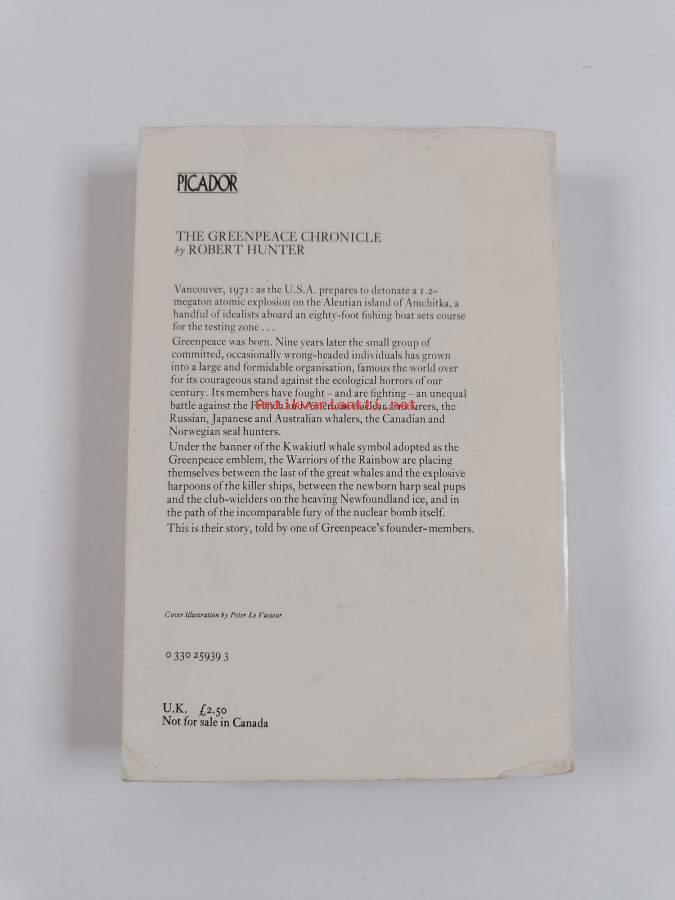 PICADOR
THE GREENPEACE CHRONICLE
by ROBERT HUNTER
Vancouver, 1971: as the U.S.A. prepares to detonate a 1.2-
megaton atomic explosion on the Aleutian island of Amchitka, a
handful of idealists aboard an eighty-foot fishing boat sets course
for the testing zone . . .
Greenpeace was born. Nine years later the small group of
committed, occasionally wrong-headed individuals has grown
into a large and formidable organisation, famous the world over
for its courageous stand against the ecological horrors of our
century. Its members have fought – and are fighting – an unequal
battle against the French and American nuclear armourers, the
Antikvariaatti.net
Russian, Japanese and Australian whalers, the Canadian and
Norwegian seal hunters.
Under the banner of the Kwakiutl whale symbol adopted as the
Greenpeace emblem, the Warriors of the Rainbow are placing
themselves between the last of the great whales and the explosive
harpoons of the killer ships, between the newborn harp seal pups
and the club-wielders on the heaving Newfoundland ice, and in
the path of the incomparable fury of the nuclear bomb itself.
This is their story, told by one of Greenpeace's founder-members.
Cover illustration by Peter Le Vasseur
0 330 25939 3
U.K. £2.50
Not for sale in Canada